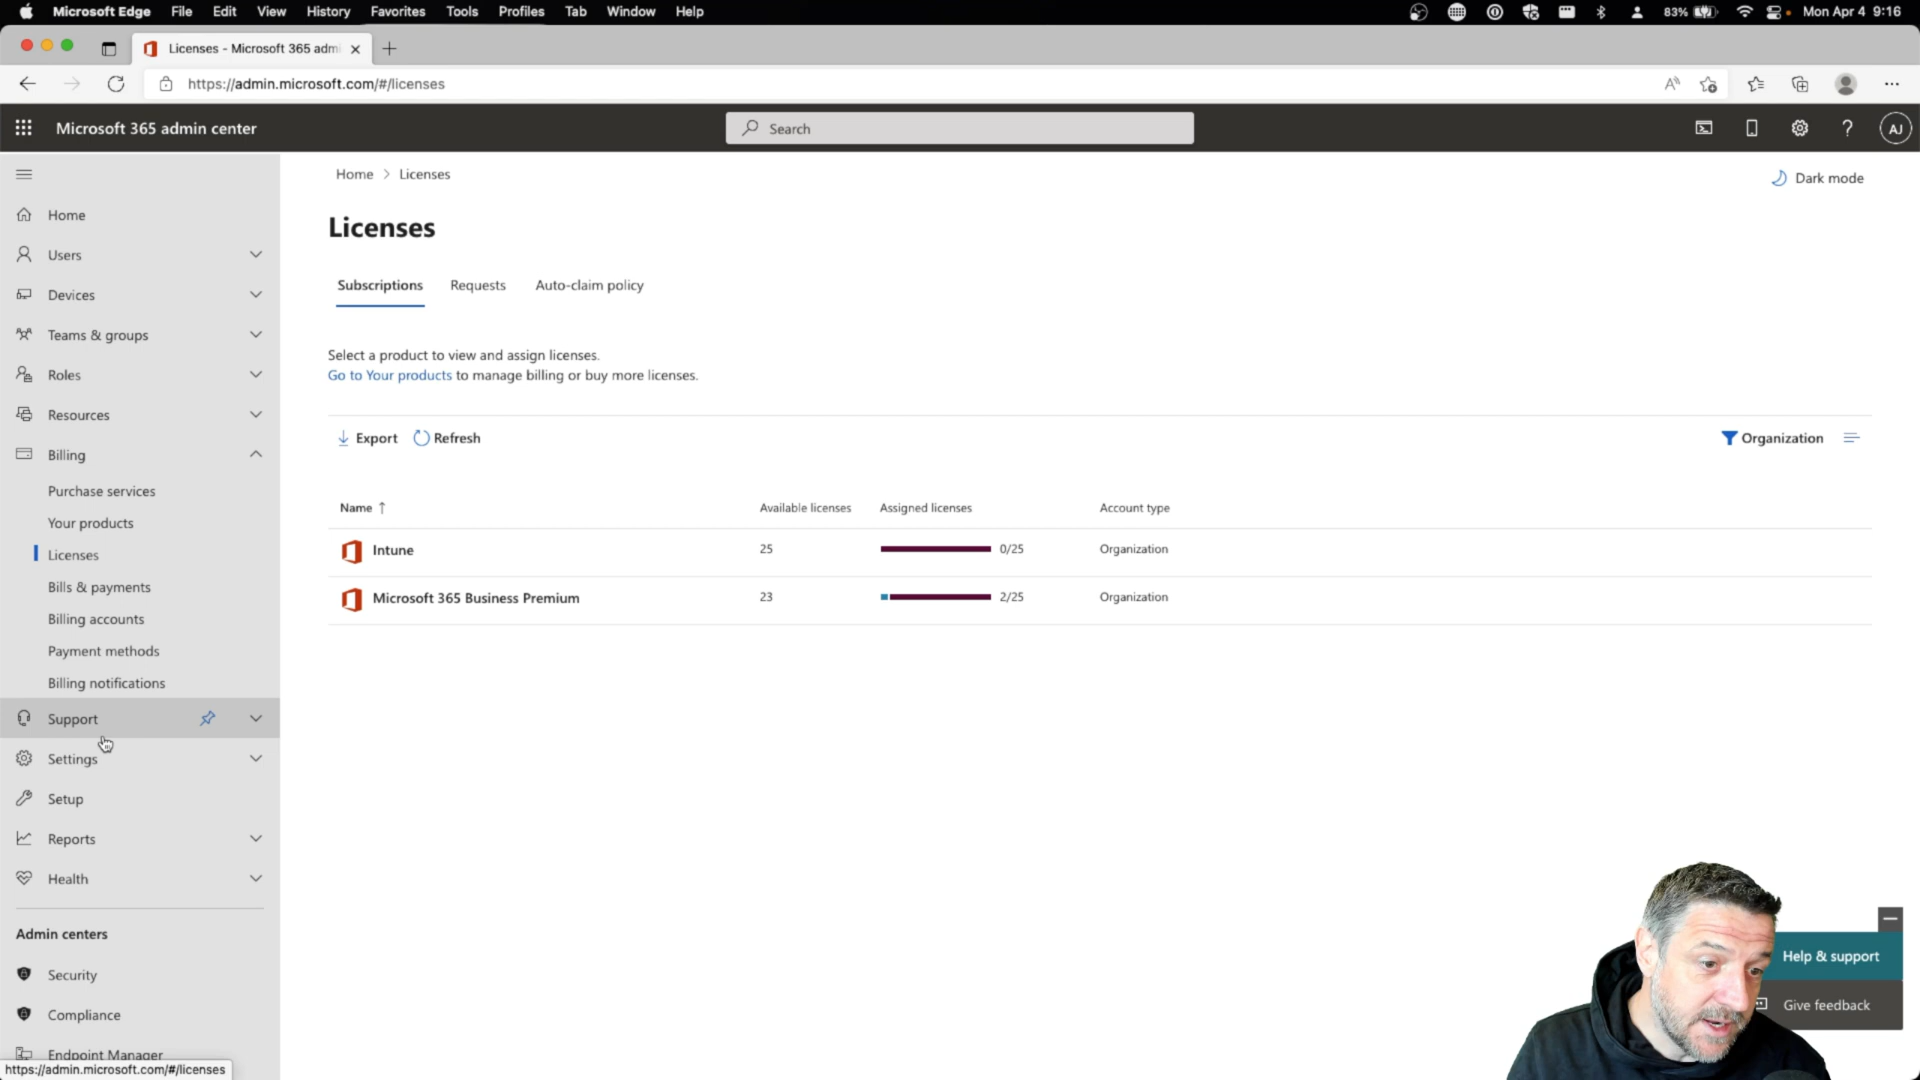 Microsoft Edge File Edit View History Favorites Tools Profiles Tab Window Help 83% Mon Apr 4 9:16
Licenses - Microsoft 365 admi
https://admin.microsoft.com/#/licenses
Microsoft 365 admin center
Search
AJ
Home > Licenses
Dark mode
Home
Users
Devices
Teams & groups
Roles
Resources
Billing
Purchase services
Your products
Licenses
Bills & payments
Billing accounts
Payment methods
Billing notifications
Support
Settings
Setup
Reports
Health
Admin centers
Security
Compliance
Endpoint Manager
https://admin.microsoft.com/#/licenses
Licenses
Subscriptions Requests Auto-claim policy
Select a product to view and assign licenses.
Go to Your products to manage billing or buy more licenses.
Export Refresh Organization
Name ↑ Available licenses Assigned licenses Account type
Intune 25 0/25 Organization
Microsoft 365 Business Premium 23 2/25 Organization
Help & support
Give feedback